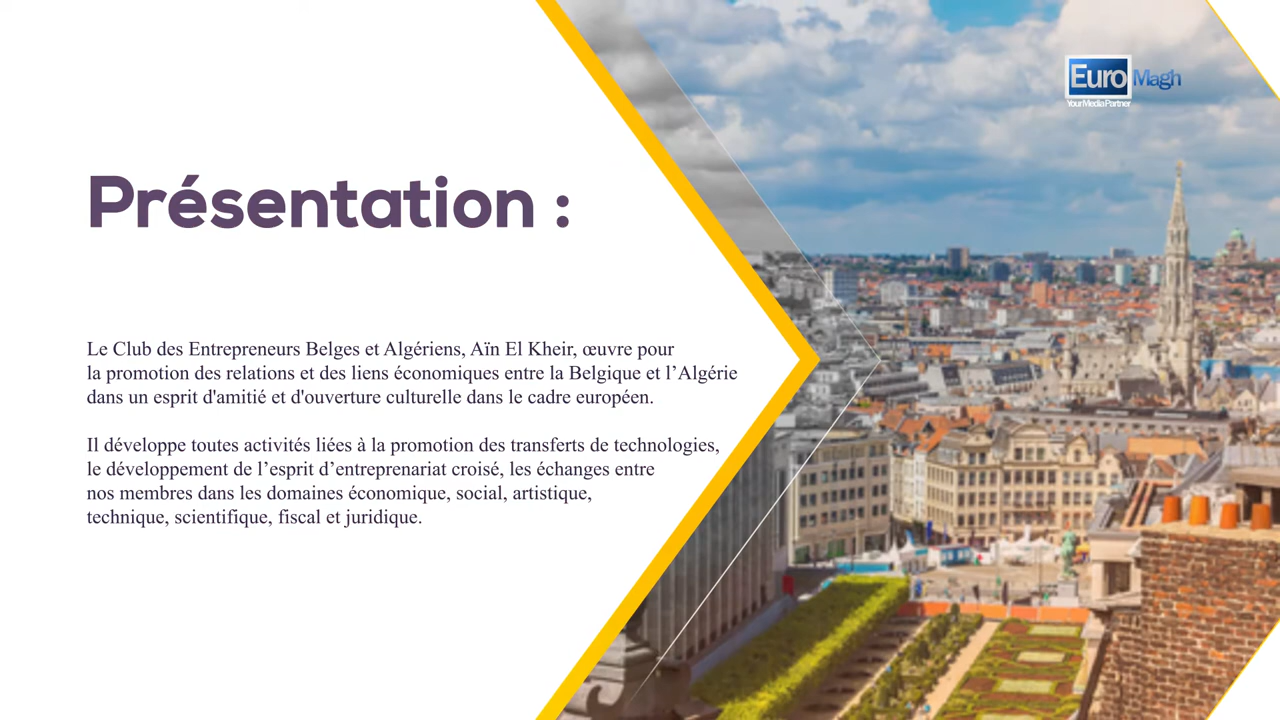 Euro Magh
Your Media Partner
Présentation :
Le Club des Entrepreneurs Belges et Algériens, Aïn El Kheir, œuvre pour
la promotion des relations et des liens économiques entre la Belgique et l’Algérie
dans un esprit d'amitié et d'ouverture culturelle dans le cadre européen.
Il développe toutes activités liées à la promotion des transferts de technologies,
le développement de l’esprit d’entreprenariat croisé, les échanges entre
nos membres dans les domaines économique, social, artistique,
technique, scientifique, fiscal et juridique.